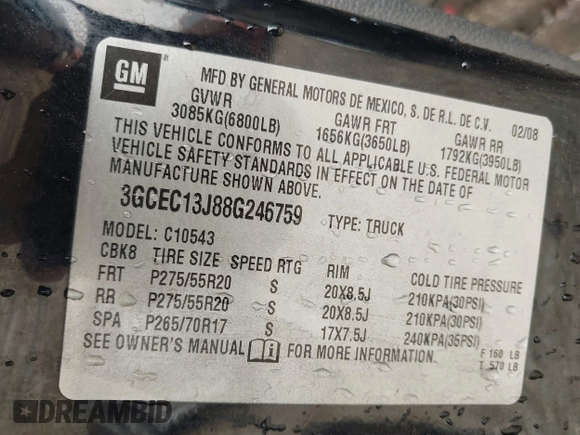 GM
MFD BY GENERAL MOTORS DE MEXICO, S. DE R.L. DE C.V. 02/08
GVWR GAWR FRT GAWR RR
3085KG(6800LB) 1656KG(3650LB) 1792KG(3950LB)
THIS VEHICLE CONFORMS TO ALL APPLICABLE U.S. FEDERAL MOTOR
VEHICLE SAFETY STANDARDS IN EFFECT ON THE DATE OF
MANUFACTURE SHOWN ABOVE.
3GCEC13J88G246759 TYPE: TRUCK
MODEL: C10543
CBK8 TIRE SIZE SPEED RTG RIM COLD TIRE PRESSURE
FRT P275/55R20 S 20X8.5J 210KPA(30PSI)
RR P275/55R20 S 20X8.5J 210KPA(30PSI)
SPA P265/70R17 S 17X7.5J 240KPA(35PSI)
SEE OWNER'S MANUAL FOR MORE INFORMATION.
F 160 LB
T 570 LB
DREAMBID